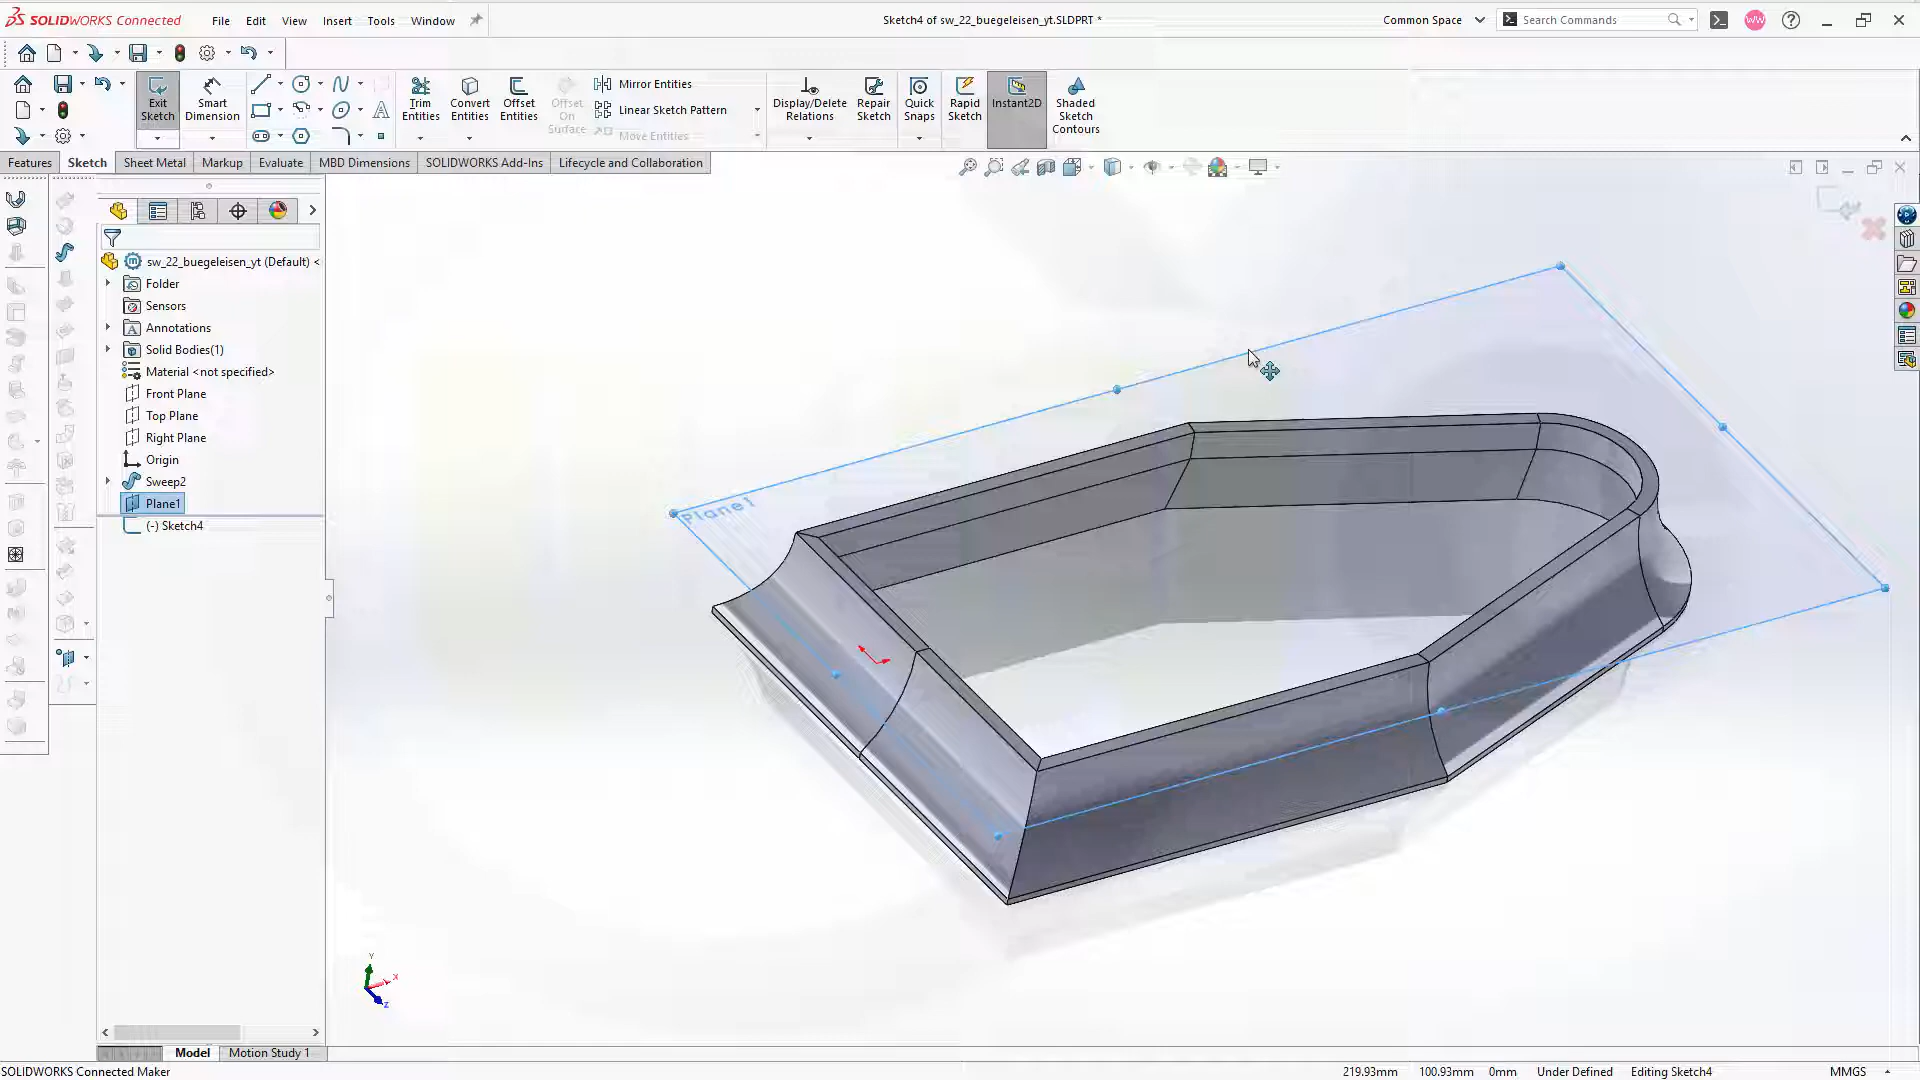 SOLIDWORKS Connected
File Edit View Insert Tools Window
Sketch4 of sw_22_buegeleisen_yt.SLDPRT *
Common Space
Search Commands
WW
Exit Sketch
Smart Dimension
Trim Entities
Convert Entities
Offset Entities
Offset On Surface
Mirror Entities
Linear Sketch Pattern
Move Entities
Display/Delete Relations
Repair Sketch
Quick Snaps
Rapid Sketch
Instant2D
Shaded Sketch Contours
Features Sketch Sheet Metal Markup Evaluate MBD Dimensions SOLIDWORKS Add-Ins Lifecycle and Collaboration
sw_22_buegeleisen_yt (Default) <
Folder
Sensors
Annotations
Solid Bodies(1)
Material <not specified>
Front Plane
Top Plane
Right Plane
Origin
Sweep2
Plane1
(-) Sketch4
Plane1
Y
X
Z
Model Motion Study 1
SOLIDWORKS Connected Maker
219.93mm 100.93mm 0mm Under Defined Editing Sketch4 MMGS